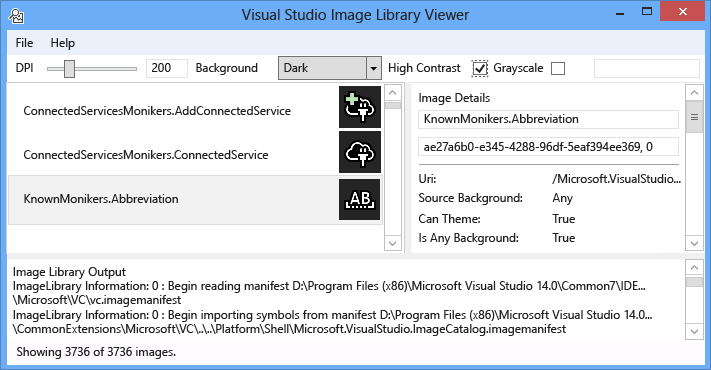 Visual Studio Image Library Viewer
File Help
DPI 200 Background Dark High Contrast Grayscale
ConnectedServicesMonikers.AddConnectedService
ConnectedServicesMonikers.ConnectedService
KnownMonikers.Abbreviation
AB
Image Details
KnownMonikers.Abbreviation
ae27a6b0-e345-4288-96df-5eaf394ee369, 0
Uri: /Microsoft.VisualStudio...
Source Background: Any
Can Theme: True
Is Any Background: True
Image Library Output
ImageLibrary Information: 0 : Begin reading manifest D:\Program Files (x86)\Microsoft Visual Studio 14.0\Common7\IDE...
\Microsoft\VC\vc.imagemanifest
ImageLibrary Information: 0 : Begin importing symbols from manifest D:\Program Files (x86)\Microsoft Visual Studio 14.0...
\CommonExtensions\Microsoft\VC\..\..\Platform\Shell\Microsoft.VisualStudio.ImageCatalog.imagemanifest
Showing 3736 of 3736 images.